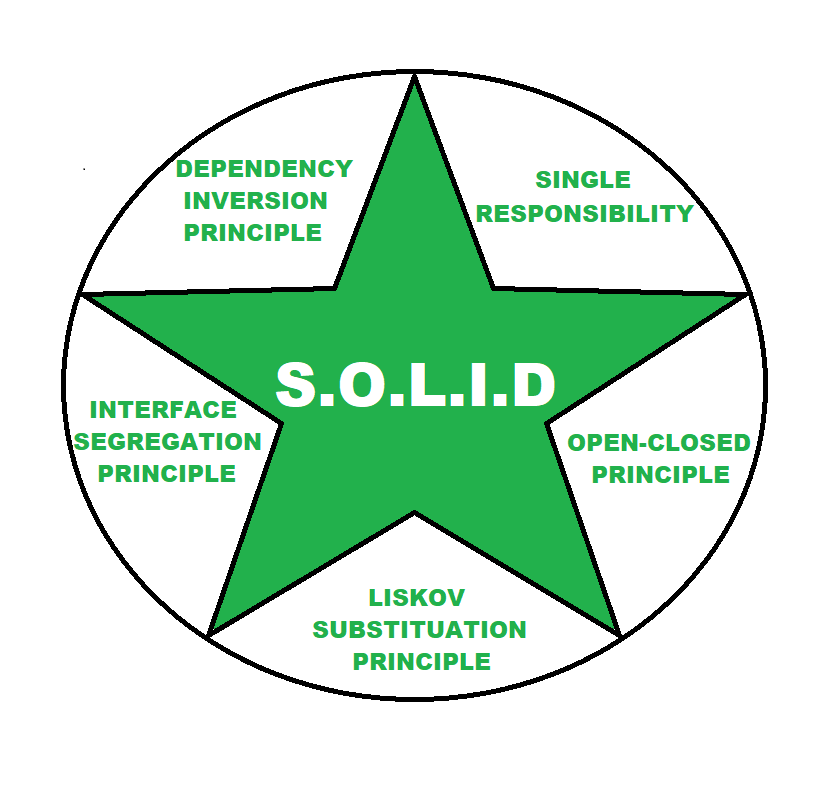 DEPENDENCY
INVERSION
PRINCIPLE
SINGLE
RESPONSIBILITY
S.O.L.I.D
INTERFACE
SEGREGATION
PRINCIPLE
OPEN-CLOSED
PRINCIPLE
LISKOV
SUBSTITUATION
PRINCIPLE